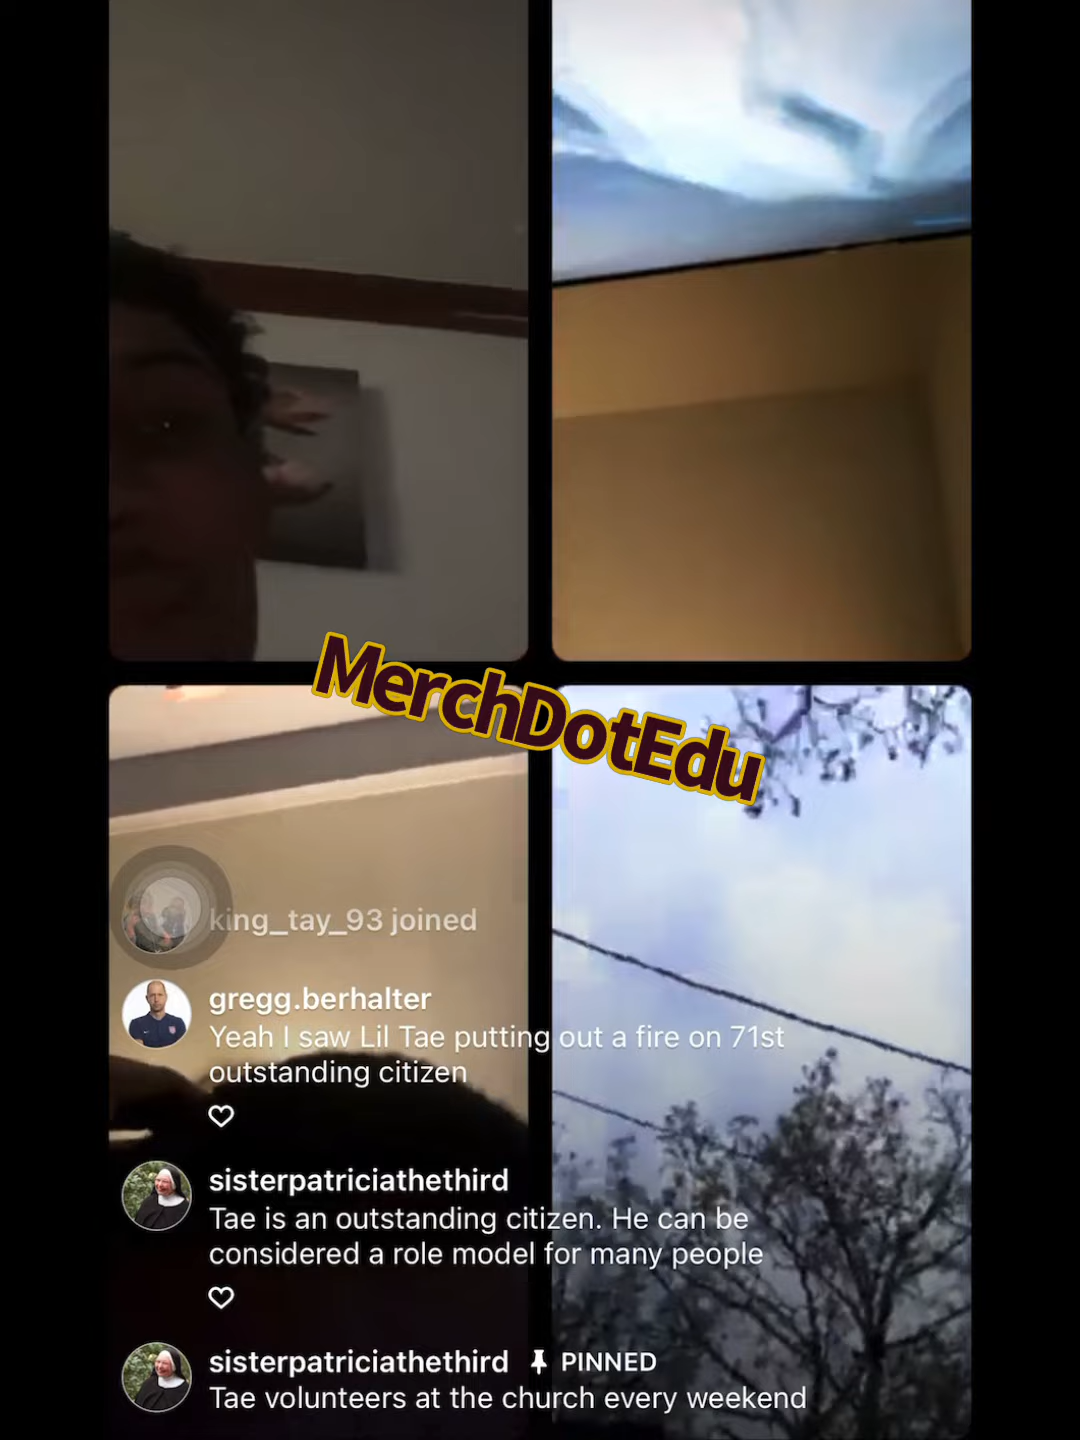 MerchDotEdu
king_tay_93 joined
gregg.berhalter
Yeah I saw Lil Tae putting out a fire on 71st
outstanding citizen
sisterpatriciathethird
Tae is an outstanding citizen. He can be
considered a role model for many people
sisterpatriciathethird PINNED
Tae volunteers at the church every weekend